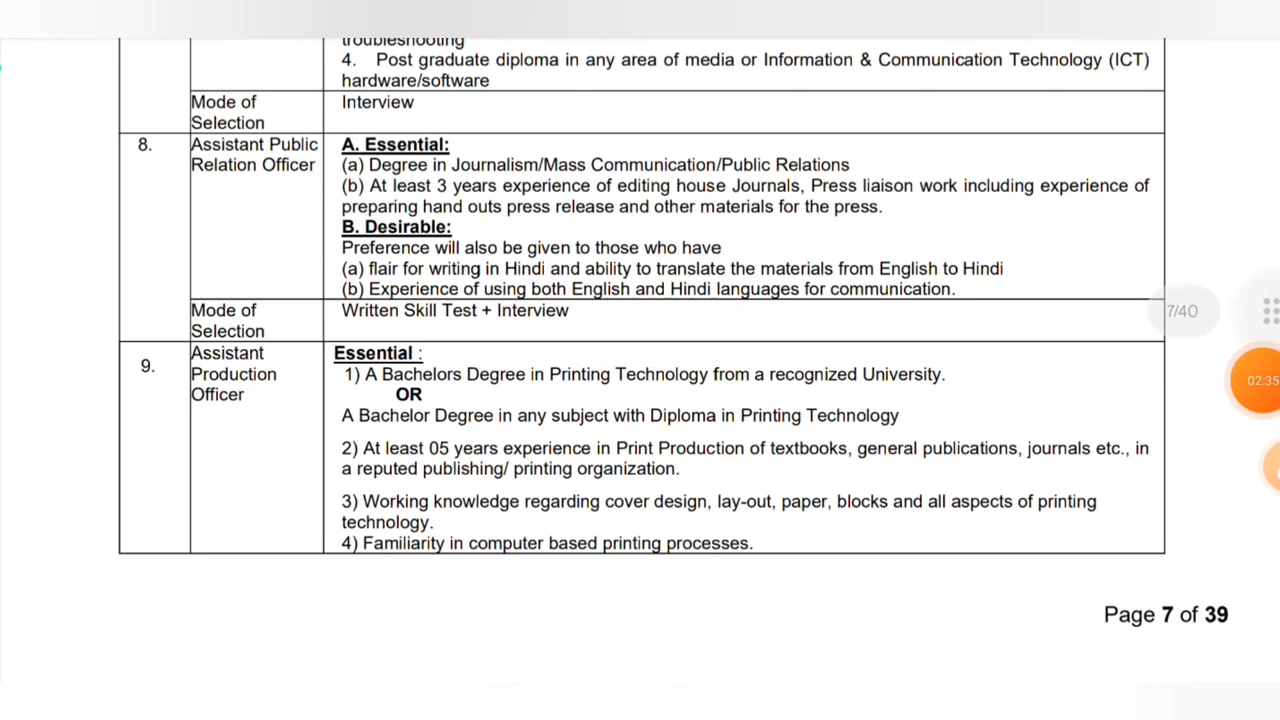 troubleshooting
4. Post graduate diploma in any area of media or Information & Communication Technology (ICT)
hardware/software
Mode of
Selection
Interview
8.
Assistant Public
Relation Officer
A. Essential:
(a) Degree in Journalism/Mass Communication/Public Relations
(b) At least 3 years experience of editing house Journals, Press liaison work including experience of
preparing hand outs press release and other materials for the press.
B. Desirable:
Preference will also be given to those who have
(a) flair for writing in Hindi and ability to translate the materials from English to Hindi
(b) Experience of using both English and Hindi languages for communication.
Mode of
Selection
Written Skill Test + Interview
7/40
9.
Assistant
Production
Officer
Essential :
1) A Bachelors Degree in Printing Technology from a recognized University.
OR
A Bachelor Degree in any subject with Diploma in Printing Technology
2) At least 05 years experience in Print Production of textbooks, general publications, journals etc., in
a reputed publishing/ printing organization.
3) Working knowledge regarding cover design, lay-out, paper, blocks and all aspects of printing
technology.
4) Familiarity in computer based printing processes.
02:35
Page 7 of 39